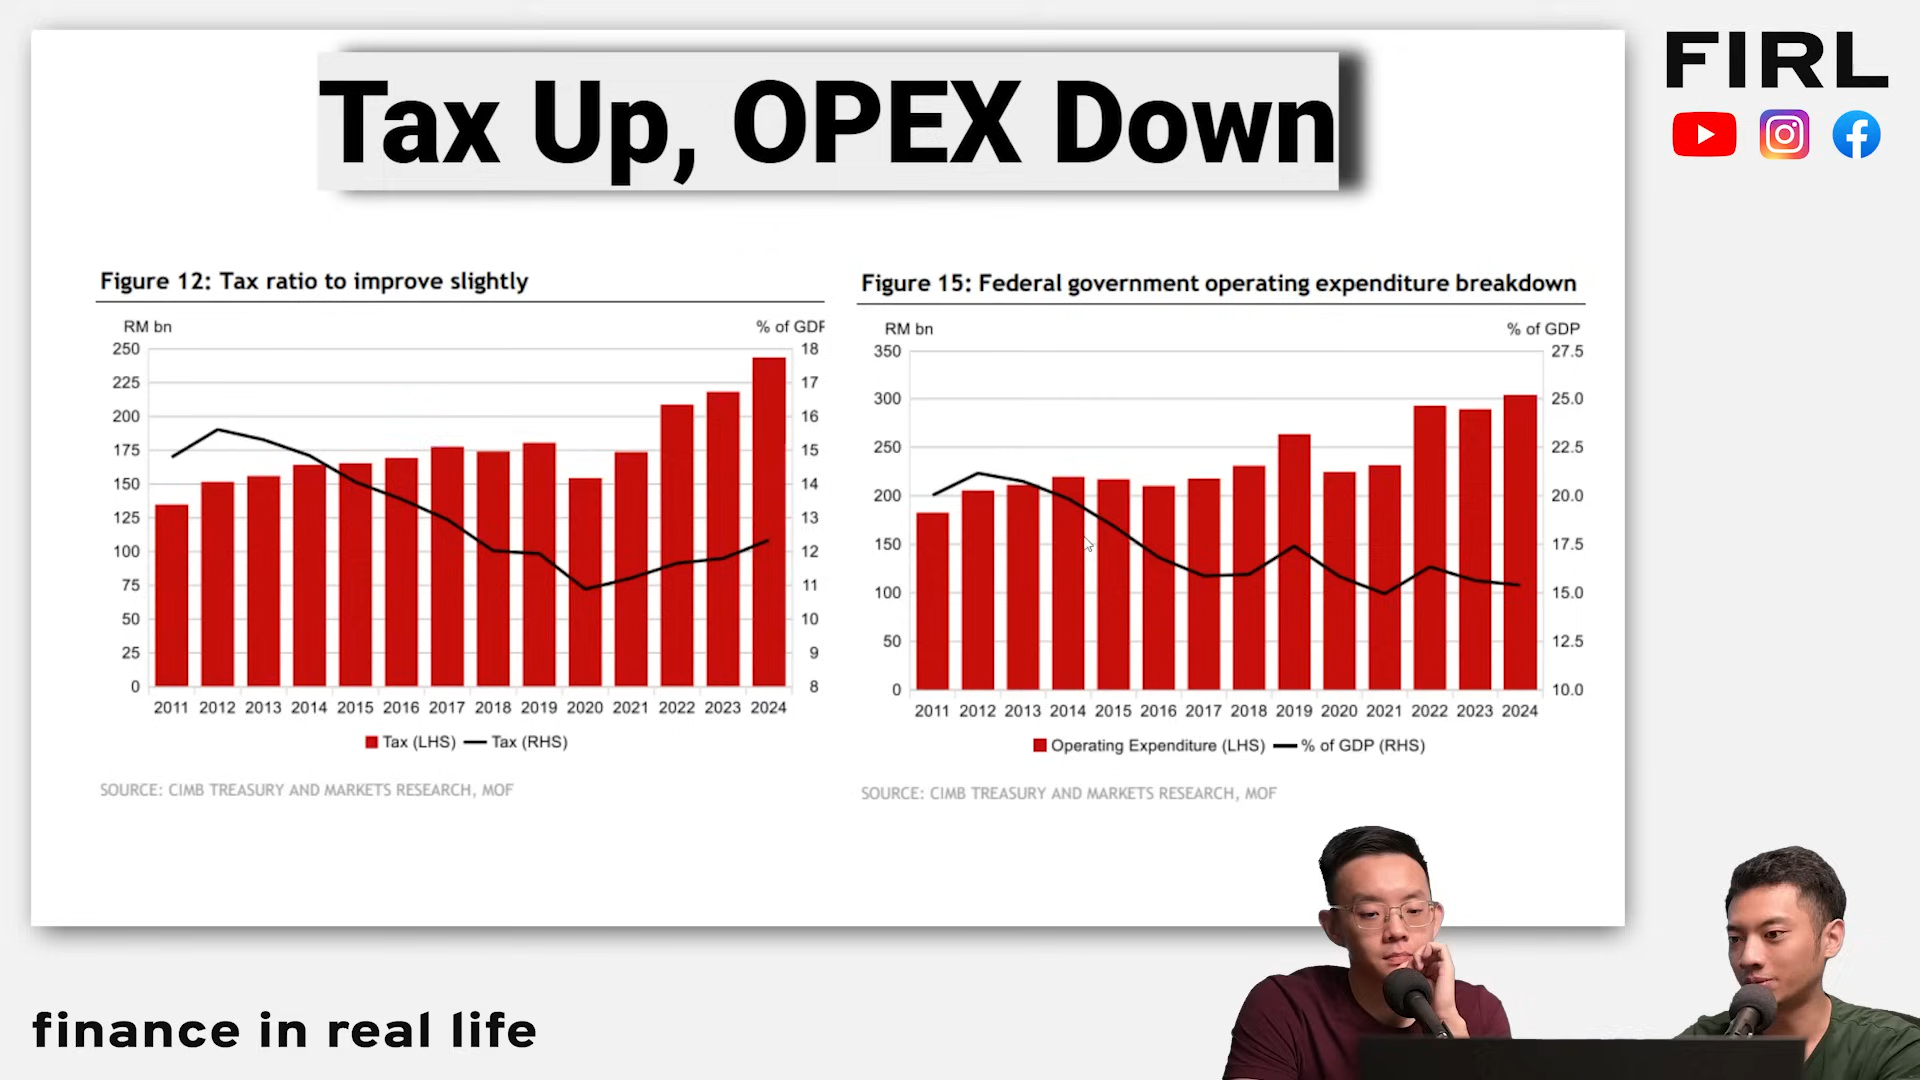 Tax Up, OPEX Down
FIRL
Figure 12: Tax ratio to improve slightly
RM bn
% of GDP
250
225
200
175
150
125
100
75
50
25
0
18
17
16
15
14
13
12
11
10
9
8
2011 2012 2013 2014 2015 2016 2017 2018 2019 2020 2021 2022 2023 2024
Tax (LHS) Tax (RHS)
SOURCE: CIMB TREASURY AND MARKETS RESEARCH, MOF
Figure 15: Federal government operating expenditure breakdown
RM bn
% of GDP
350
300
250
200
150
100
50
0
27.5
25.0
22.5
20.0
17.5
15.0
12.5
10.0
2011 2012 2013 2014 2015 2016 2017 2018 2019 2020 2021 2022 2023 2024
Operating Expenditure (LHS) % of GDP (RHS)
SOURCE: CIMB TREASURY AND MARKETS RESEARCH, MOF
finance in real life